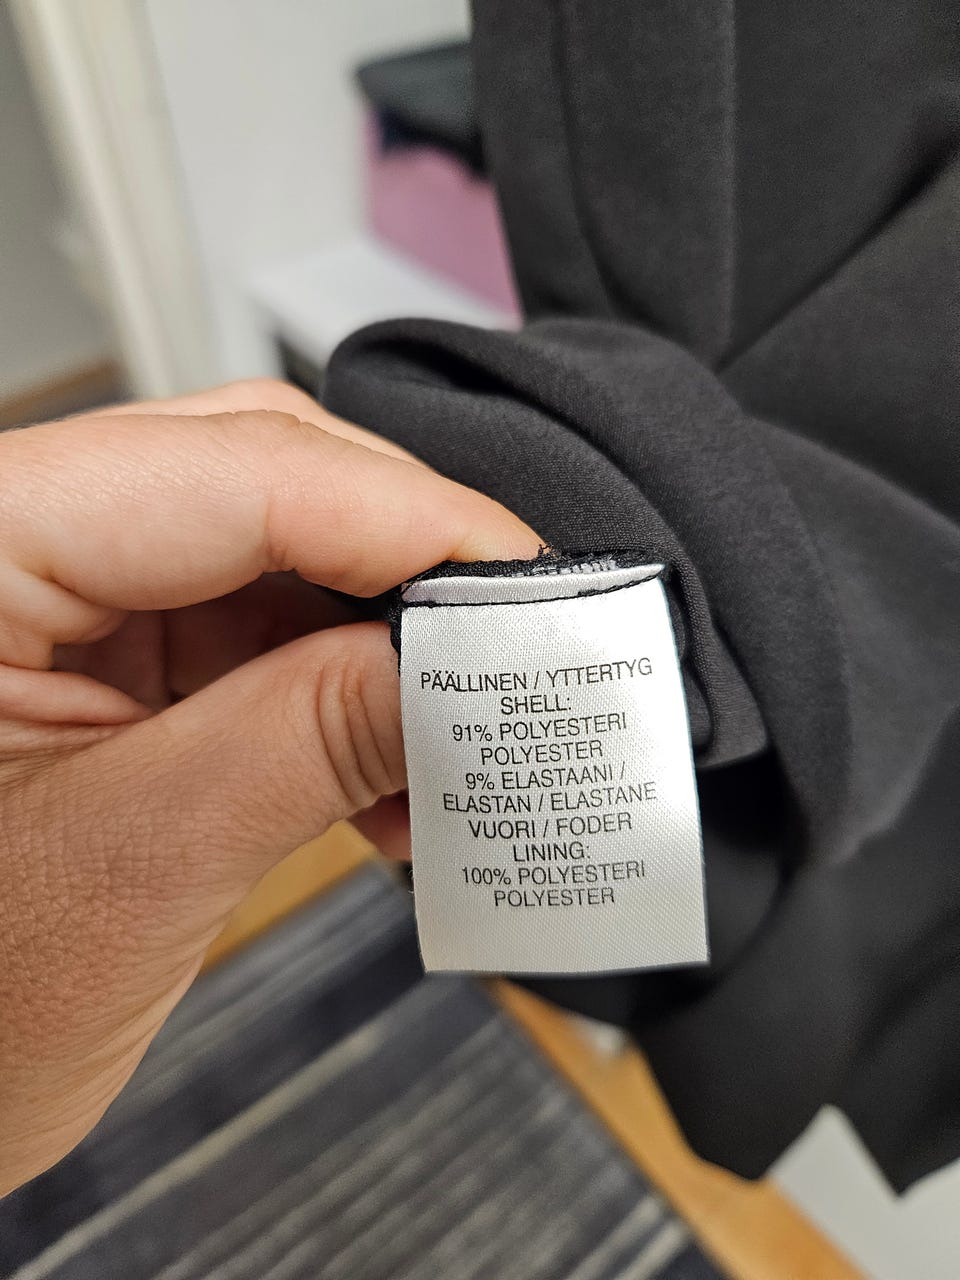 PÄÄLLINEN / YTTERTYG
SHELL:
91% POLYESTERI
POLYESTER
9% ELASTAANI /
ELASTAN / ELASTANE
VUORI / FODER
LINING:
100% POLYESTERI
POLYESTER